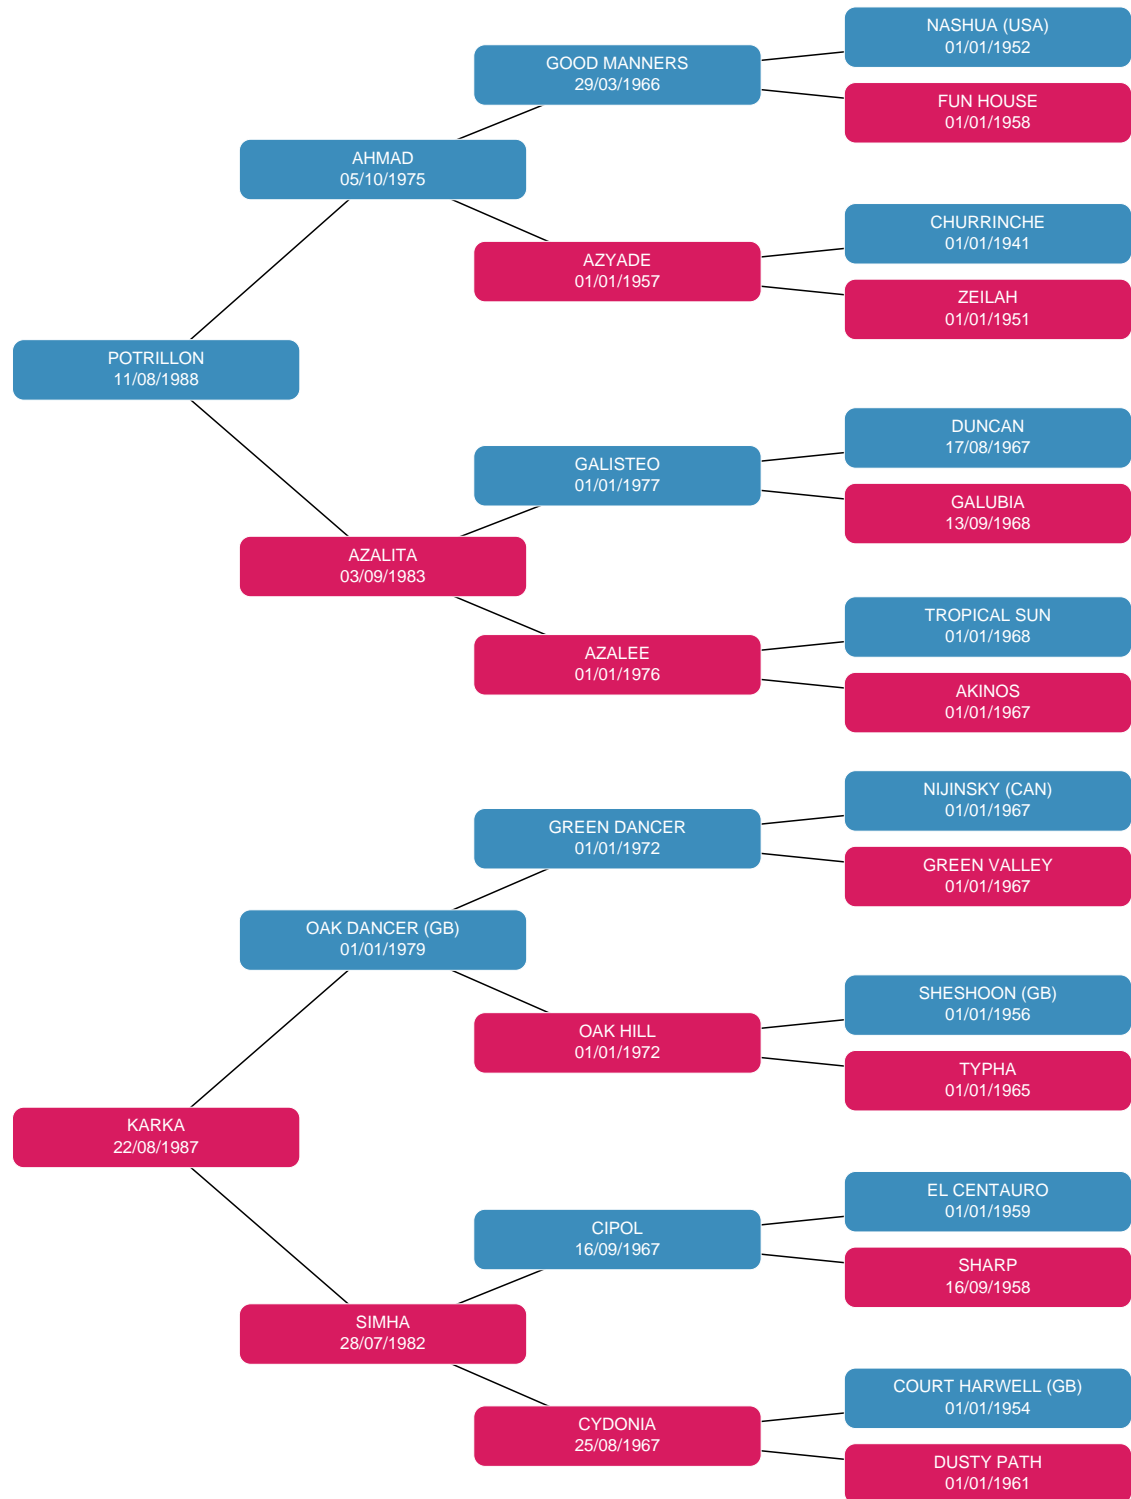 NASHUA (USA)
01/01/1952
GOOD MANNERS
29/03/1966
FUN HOUSE
01/01/1958
AHMAD
05/10/1975
CHURRINCHE
01/01/1941
AZYADE
01/01/1957
ZEILAH
01/01/1951
POTRILLON
11/08/1988
DUNCAN
17/08/1967
GALISTEO
01/01/1977
GALUBIA
13/09/1968
AZALITA
03/09/1983
TROPICAL SUN
01/01/1968
AZALEE
01/01/1976
AKINOS
01/01/1967
NIJINSKY (CAN)
01/01/1967
GREEN DANCER
01/01/1972
GREEN VALLEY
01/01/1967
OAK DANCER (GB)
01/01/1979
SHESHOON (GB)
01/01/1956
OAK HILL
01/01/1972
TYPHA
01/01/1965
KARKA
22/08/1987
EL CENTAURO
01/01/1959
CIPOL
16/09/1967
SHARP
16/09/1958
SIMHA
28/07/1982
COURT HARWELL (GB)
01/01/1954
CYDONIA
25/08/1967
DUSTY PATH
01/01/1961